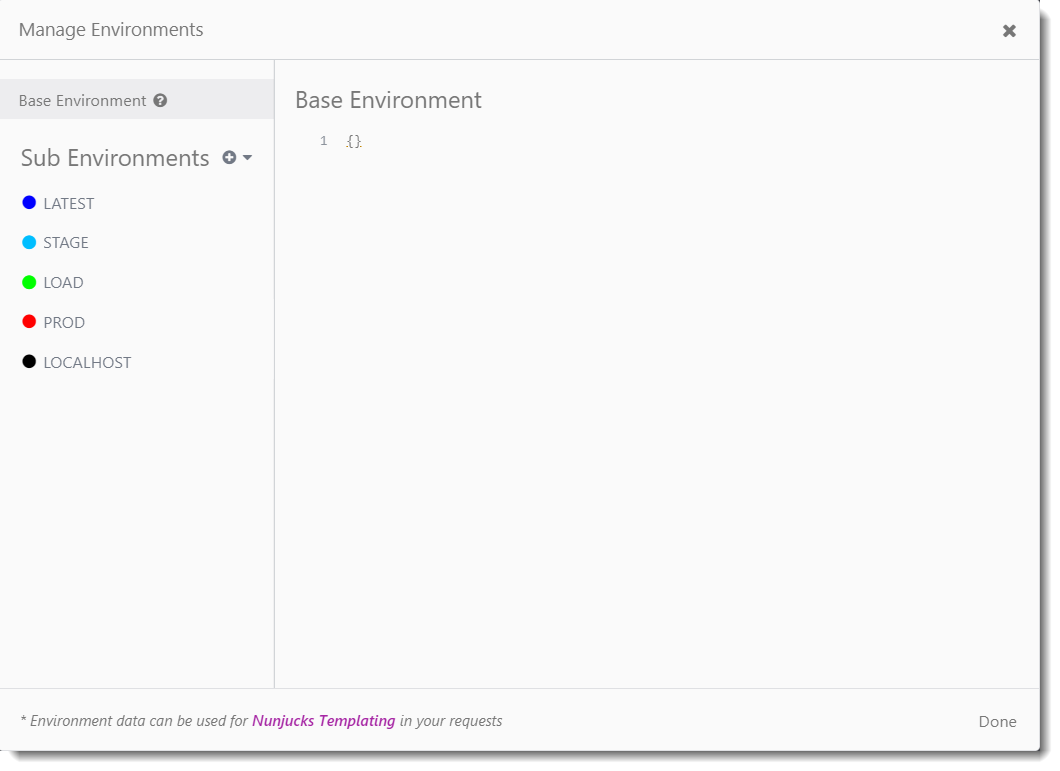 Manage Environments
Base Environment
Sub Environments
LATEST
STAGE
LOAD
PROD
LOCALHOST
Base Environment
1 {}
* Environment data can be used for Nunjucks Templating in your requests
Done